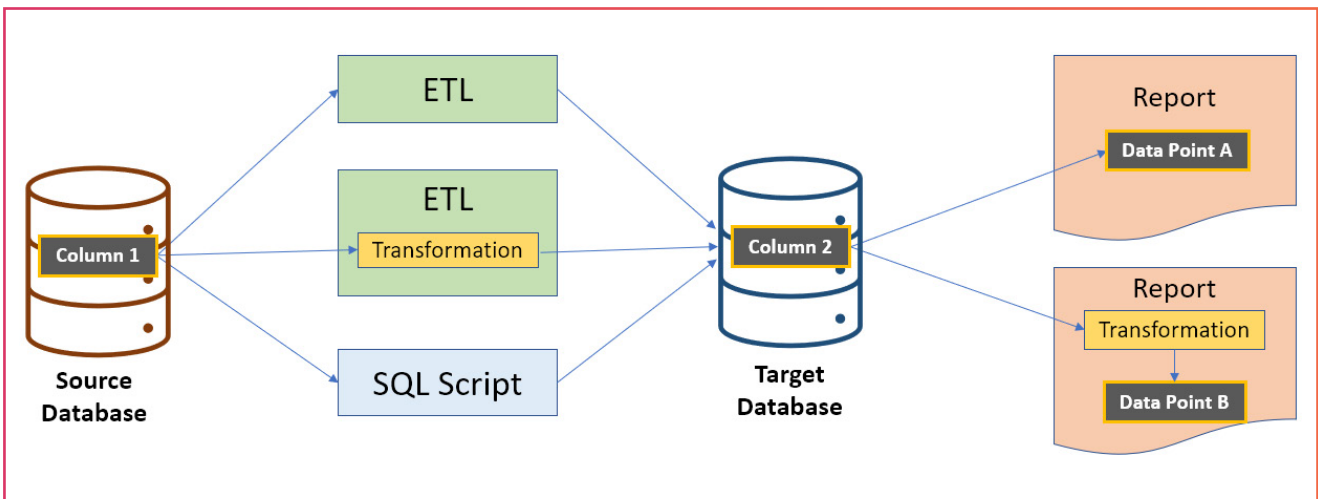 Column 1
Source
Database
ETL
ETL
Transformation
SQL Script
Column 2
Target
Database
Report
Data Point A
Report
Transformation
Data Point B